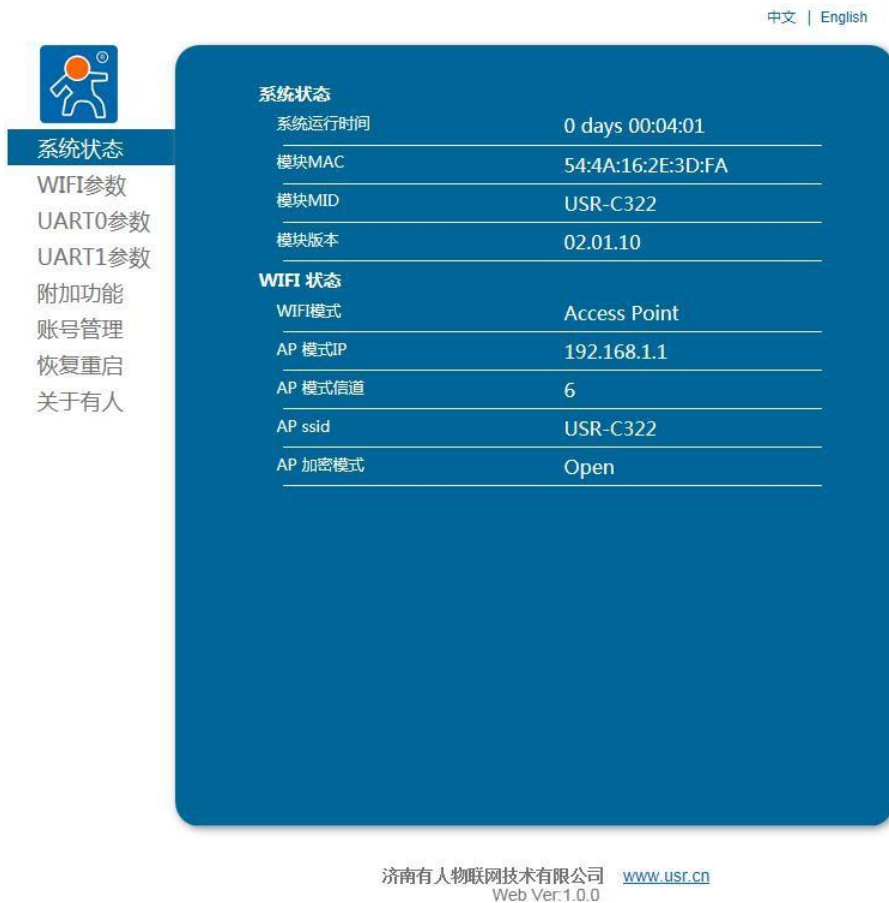 中文 | English
®
系统状态
WIFI参数
UART0参数
UART1参数
附加功能
账号管理
恢复重启
关于有人
系统状态
系统运行时间 0 days 00:04:01
模块MAC 54:4A:16:2E:3D:FA
模块MID USR-C322
模块版本 02.01.10
WIFI 状态
WIFI模式 Access Point
AP 模式IP 192.168.1.1
AP 模式信道 6
AP ssid USR-C322
AP 加密模式 Open
济南有人物联网技术有限公司 www.usr.cn
Web Ver:1.0.0